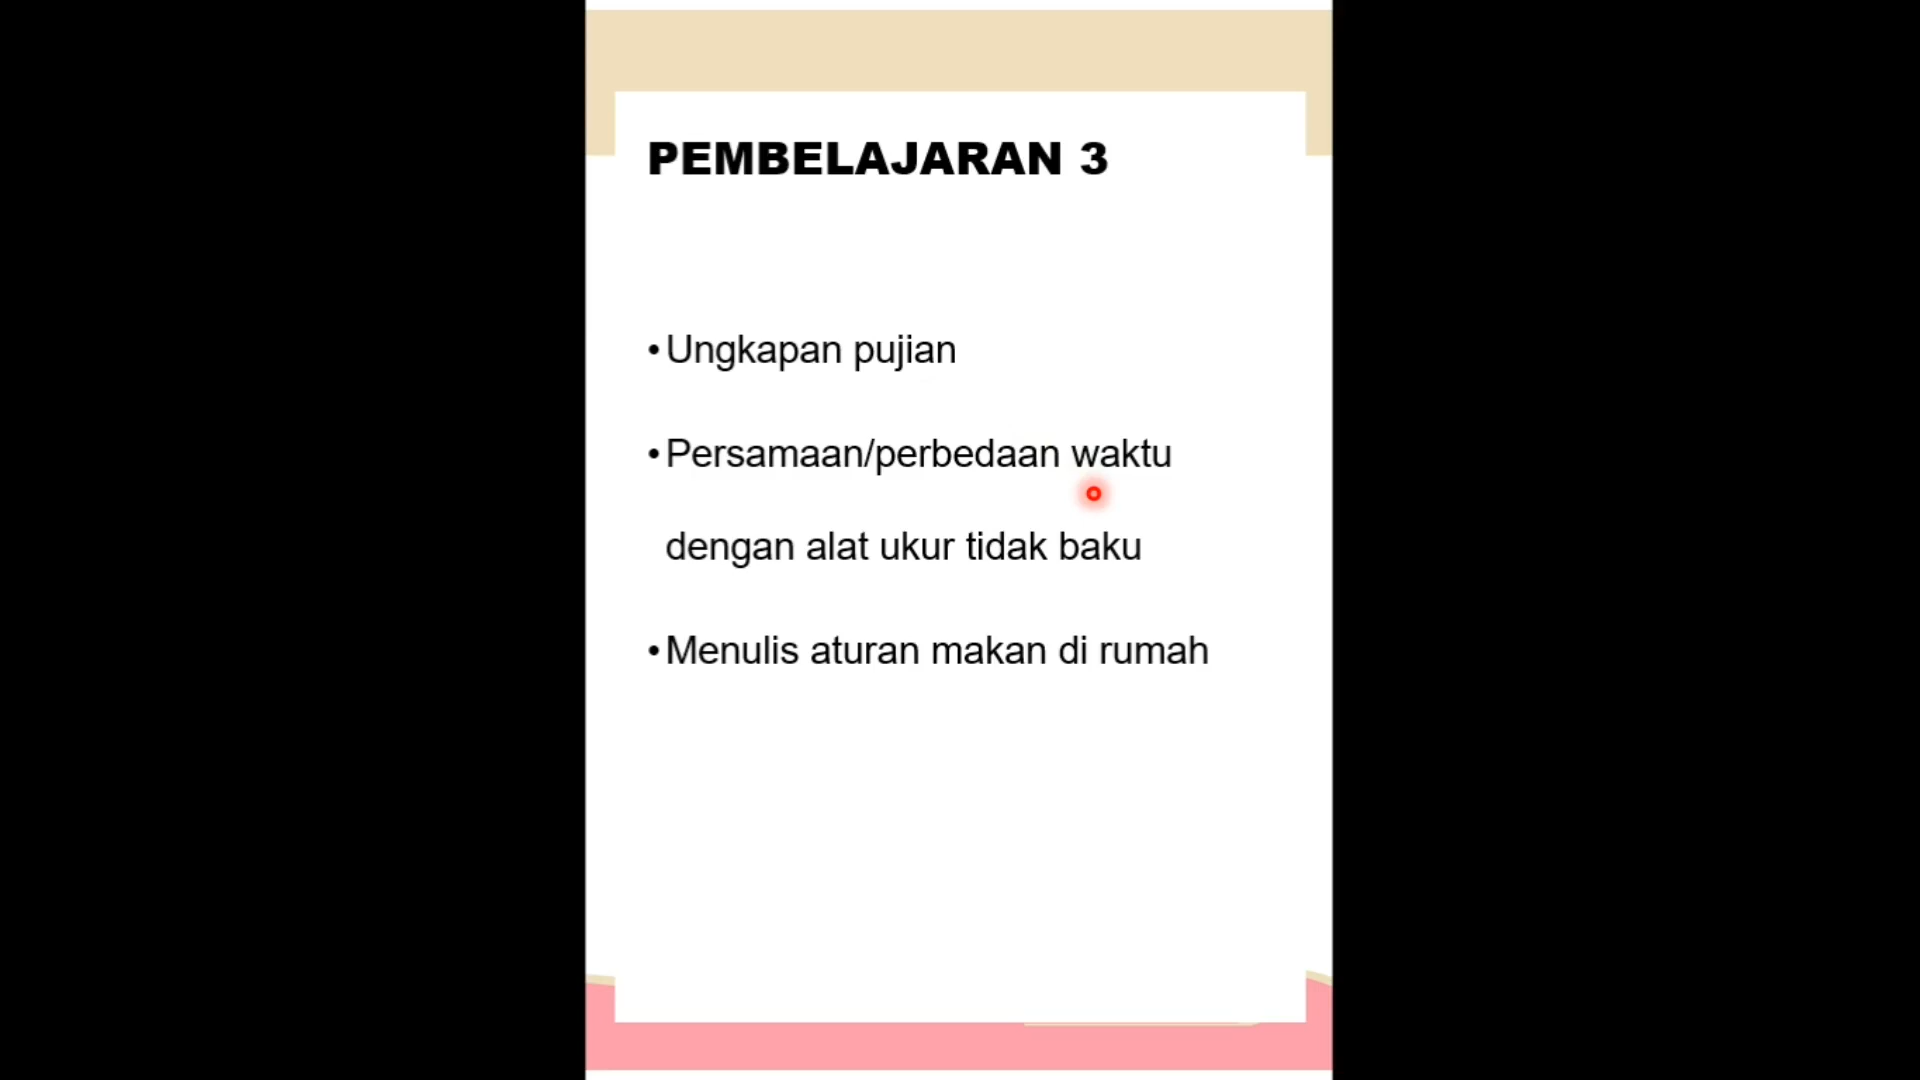 PEMBELAJARAN 3
• Ungkapan pujian
• Persamaan/perbedaan waktu
dengan alat ukur tidak baku
• Menulis aturan makan di rumah